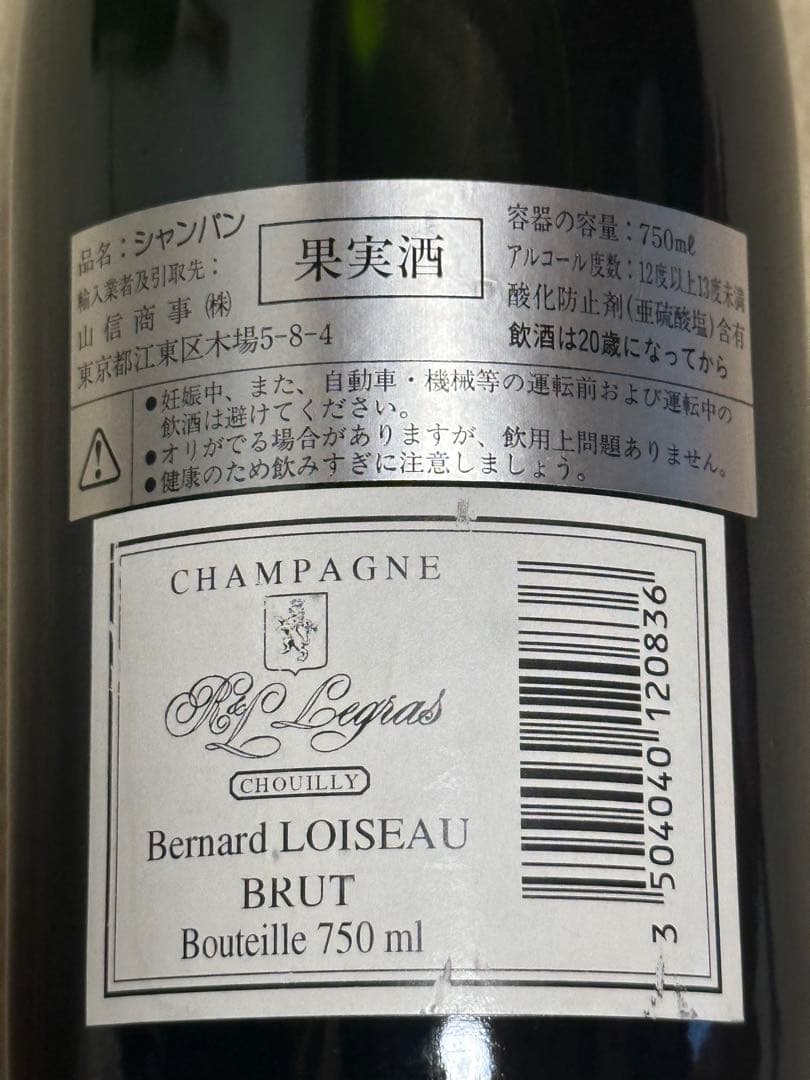 品名：シャンパン
輸入業者及引取先：
山信商事㈱
東京都江東区木場5-8-4
果実酒
容器の容量：750mℓ
アルコール度数：12度以上13度未満
酸化防止剤(亜硫酸塩)含有
飲酒は20歳になってから
●妊娠中、また、自動車・機械等の運転前および運転中の
飲酒は避けてください。
●オリがでる場合がありますが、飲用上問題ありません。
●健康のため飲みすぎに注意しましょう。
CHAMPAGNE
R&L Legras
CHOUILLY
Bernard LOISEAU
BRUT
Bouteille 750 ml
3 504040 120836